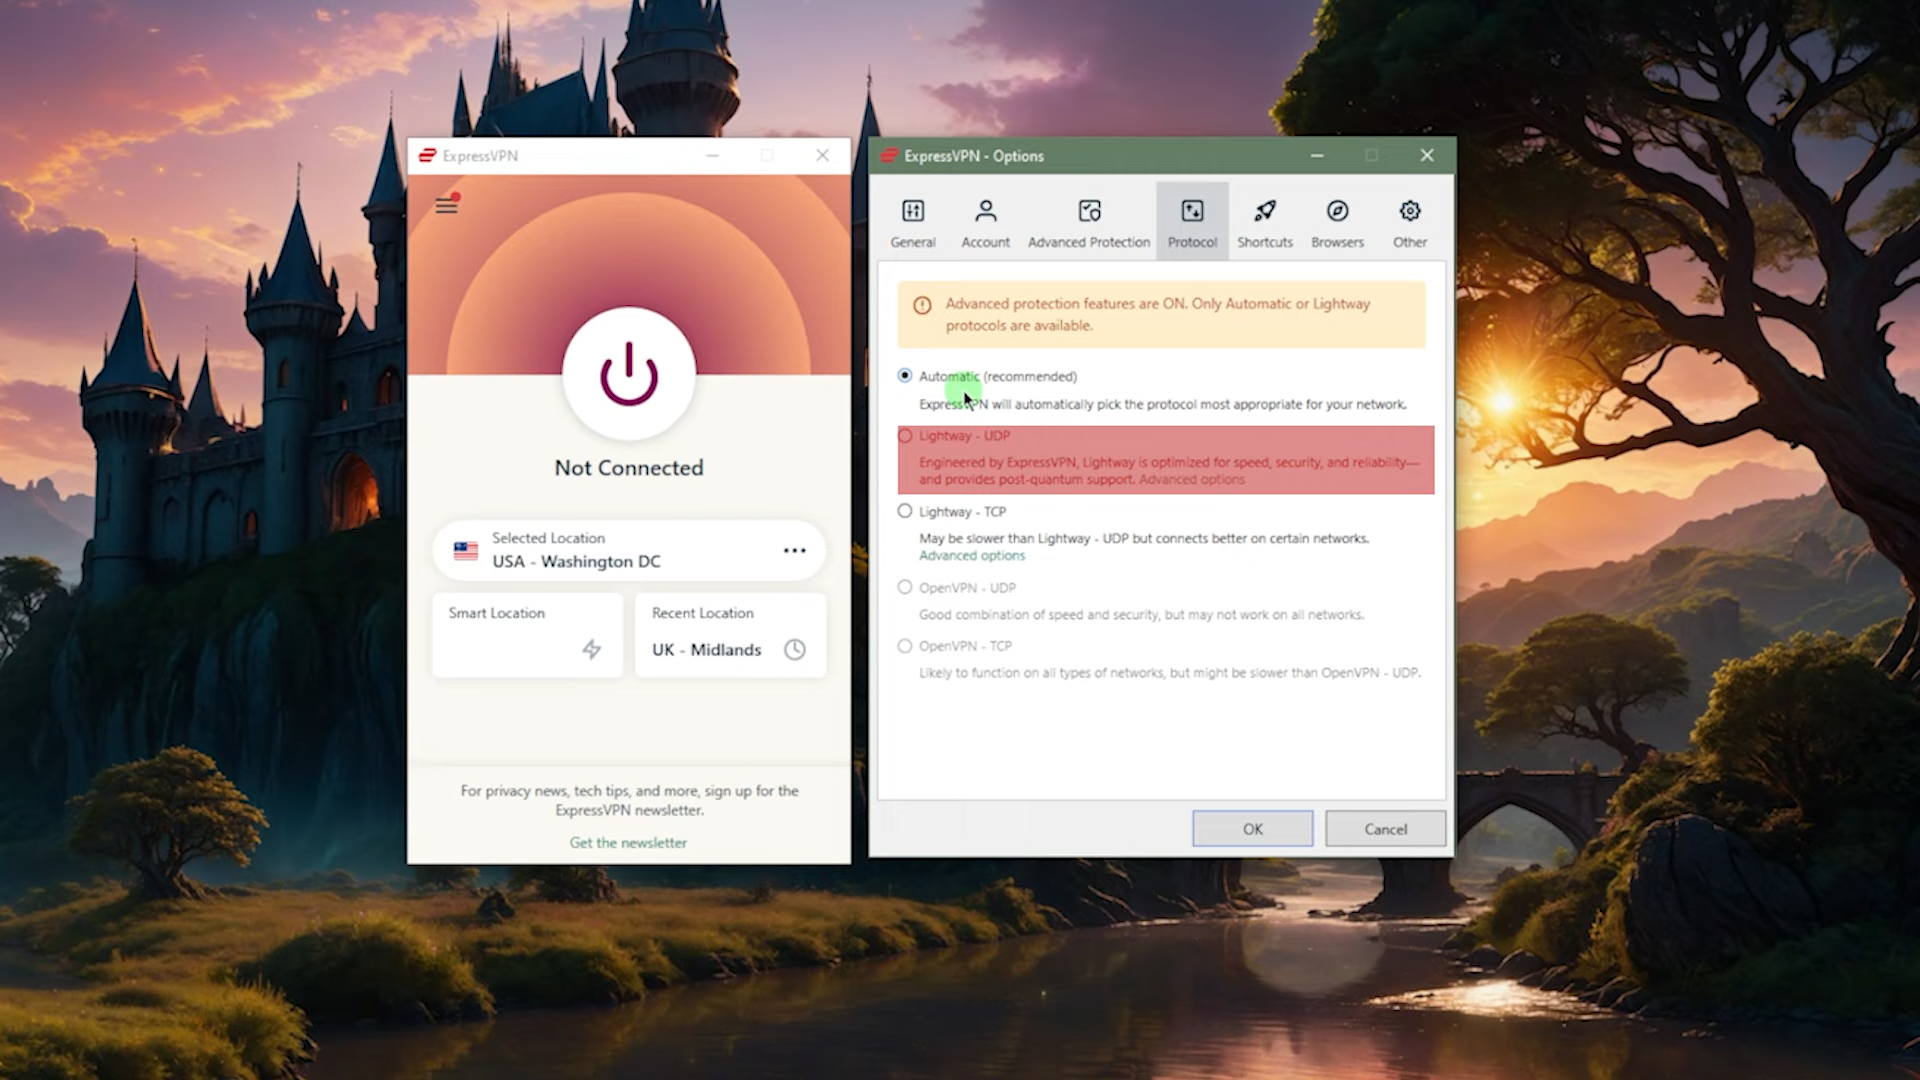 ExpressVPN
Not Connected
Selected Location
USA - Washington DC
Smart Location
Recent Location
UK - Midlands
For privacy news, tech tips, and more, sign up for the
ExpressVPN newsletter.
Get the newsletter
ExpressVPN - Options
General Account Advanced Protection Protocol Shortcuts Browsers Other
Advanced protection features are ON. Only Automatic or Lightway
protocols are available.
Automatic (recommended)
ExpressVPN will automatically pick the protocol most appropriate for your network.
Lightway - UDP
Engineered by ExpressVPN, Lightway is optimized for speed, security, and reliability—
and provides post-quantum support. Advanced options
Lightway - TCP
May be slower than Lightway - UDP but connects better on certain networks.
Advanced options
OpenVPN - UDP
Good combination of speed and security, but may not work on all networks.
OpenVPN - TCP
Likely to function on all types of networks, but might be slower than OpenVPN - UDP.
OK Cancel